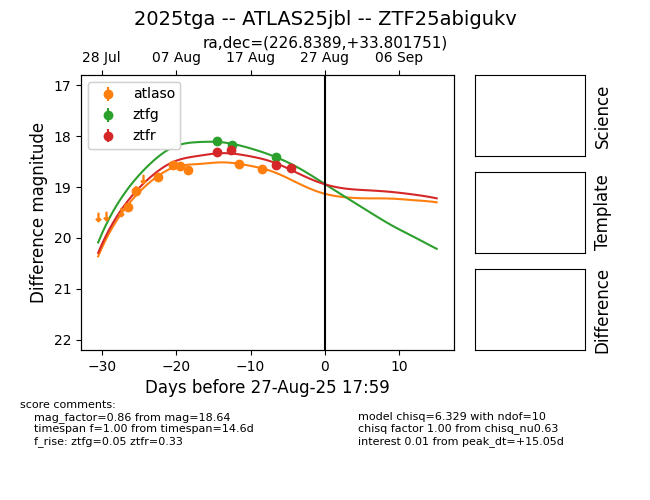 2025tga -- ATLAS25jbl -- ZTF25abigukv
ra,dec=(226.8389,+33.801751)
28 Jul 07 Aug 17 Aug 27 Aug 06 Sep
atlaso
ztfg
ztfr
17
18
19
20
21
22
Difference magnitude
−30 −20 −10 0 10
Days before 27-Aug-25 17:59
Science
Template
Difference
score comments:
mag_factor=0.86 from mag=18.64
timespan f=1.00 from timespan=14.6d
f_rise: ztfg=0.05 ztfr=0.33
model chisq=6.329 with ndof=10
chisq factor 1.00 from chisq_nu0.63
interest 0.01 from peak_dt=+15.05d